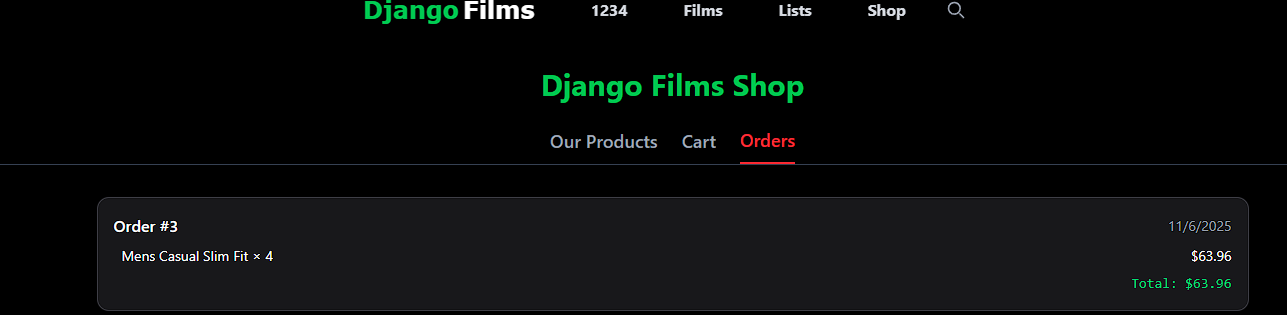 Django Films 1234 Films Lists Shop
Django Films Shop
Our Products Cart Orders
Order #3 11/6/2025
Mens Casual Slim Fit × 4 $63.96
Total: $63.96